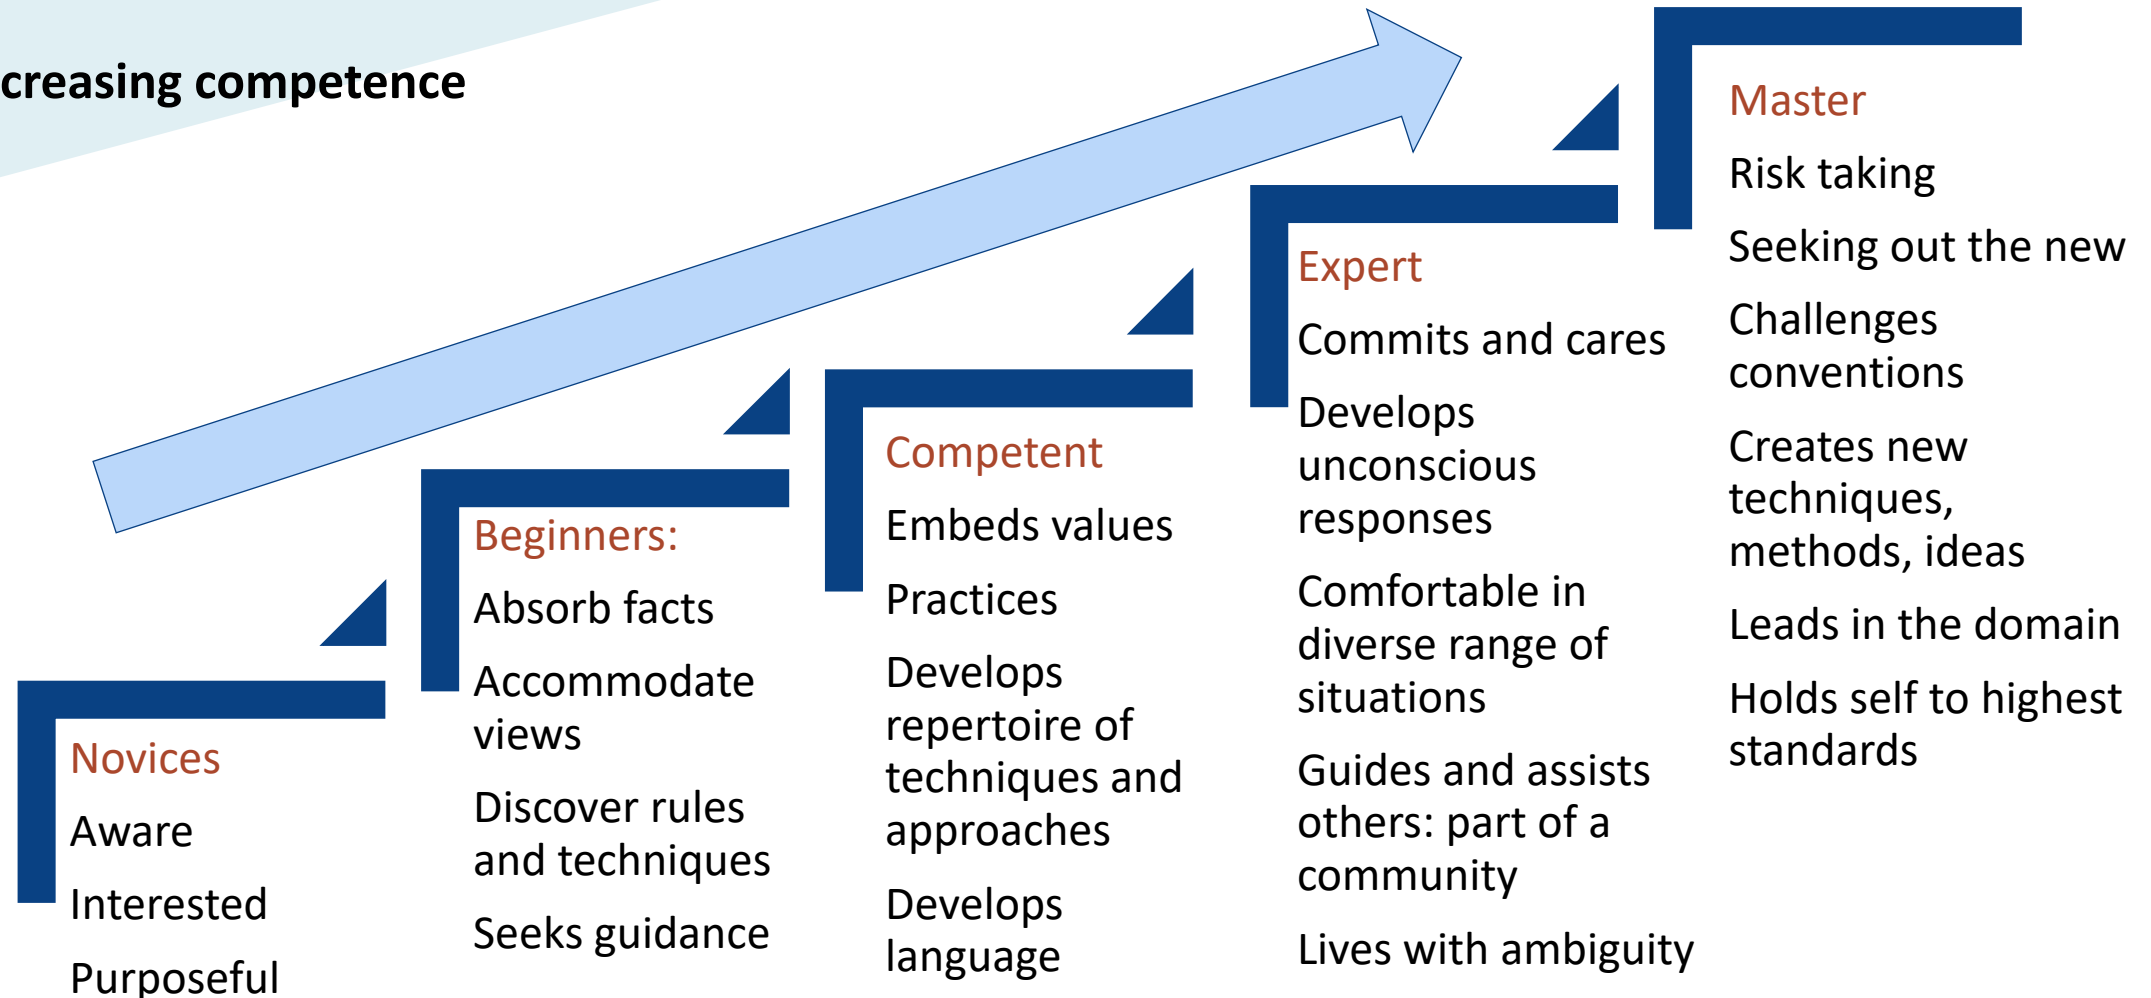 creasing competence
Novices
Aware
Interested
Purposeful
Beginners:
Absorb facts
Accommodate
views
Discover rules
and techniques
Seeks guidance
Competent
Embeds values
Practices
Develops
repertoire of
techniques and
approaches
Develops
language
Expert
Commits and cares
Develops
unconscious
responses
Comfortable in
diverse range of
situations
Guides and assists
others: part of a
community
Lives with ambiguity
Master
Risk taking
Seeking out the new
Challenges
conventions
Creates new
techniques,
methods, ideas
Leads in the domain
Holds self to highest
standards